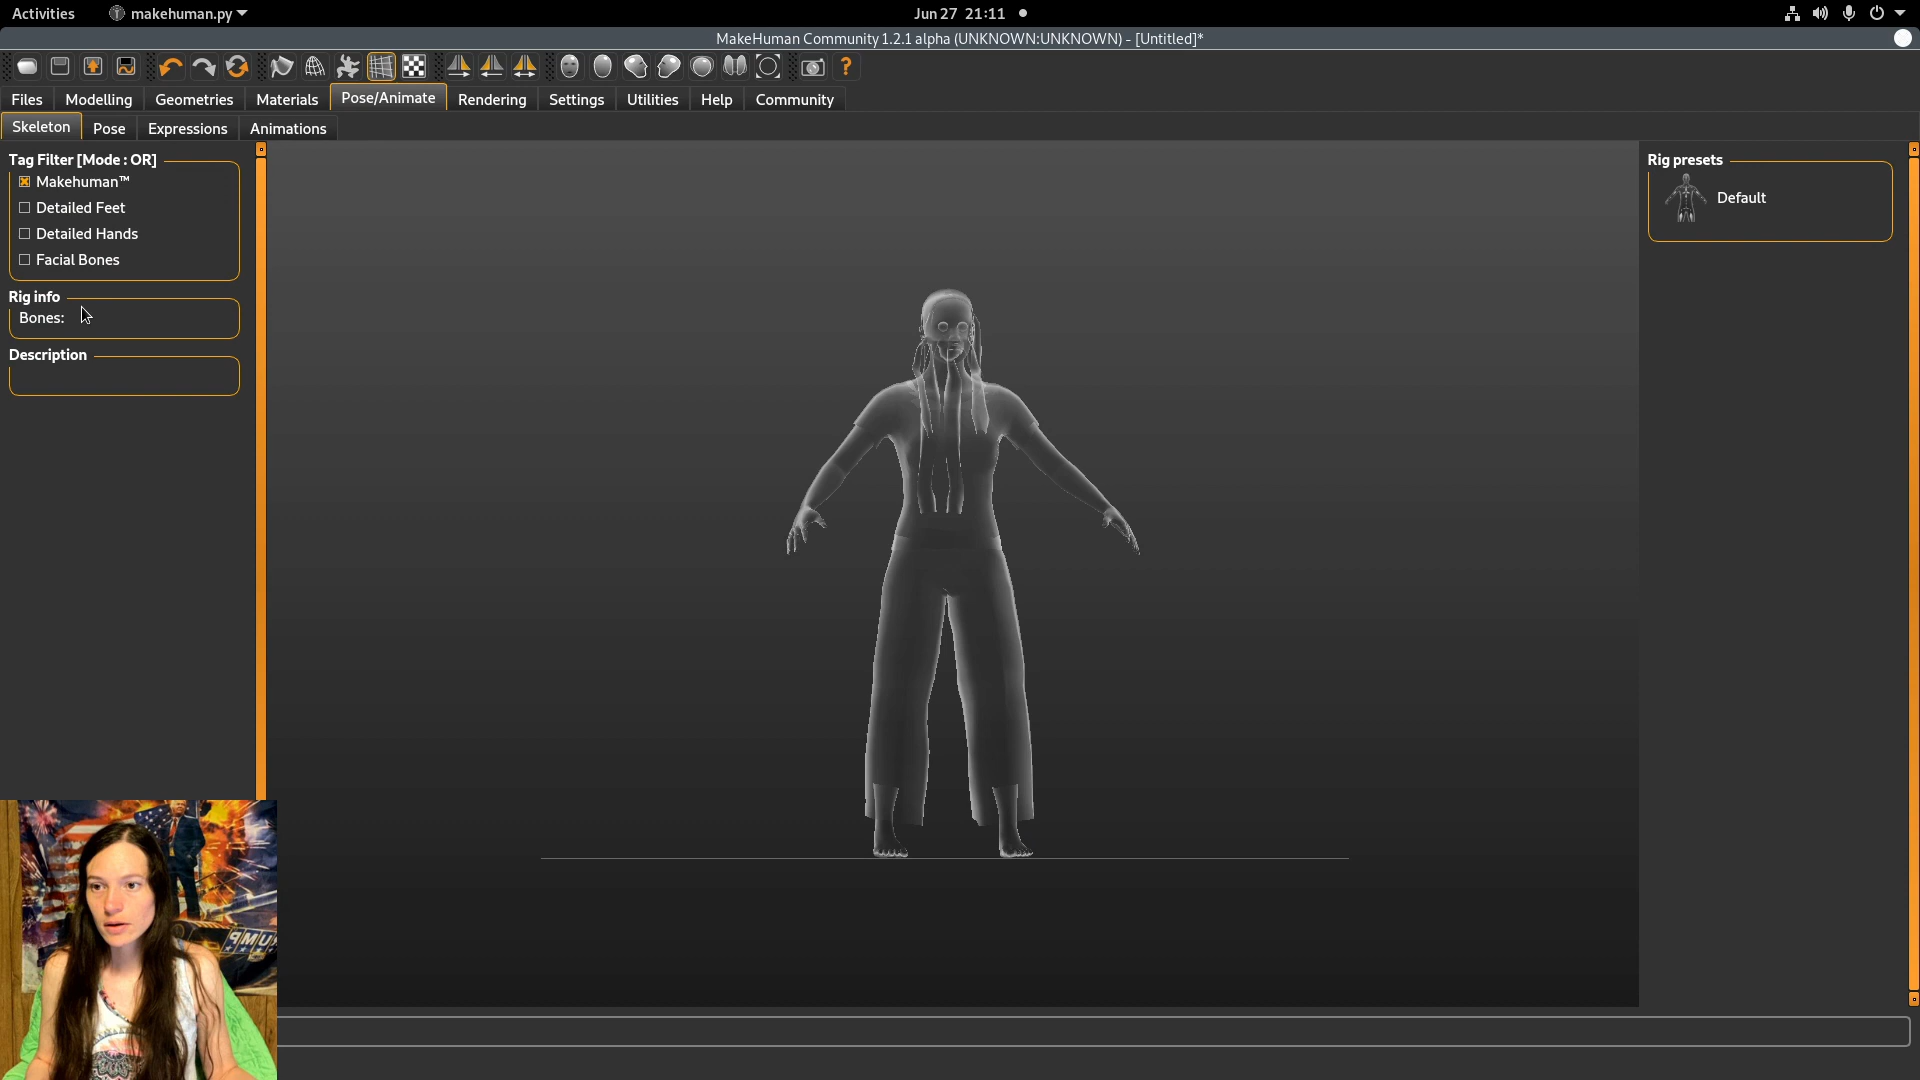 Activities
makehuman.py
Jun 27 21:11
MakeHuman Community 1.2.1 alpha (UNKNOWN:UNKNOWN) - [Untitled]*
?
Files
Modelling
Geometries
Materials
Pose/Animate
Rendering
Settings
Utilities
Help
Community
Skeleton
Pose
Expressions
Animations
Tag Filter [Mode : OR]
Makehuman™
Detailed Feet
Detailed Hands
Facial Bones
Rig info
Bones:
Description
Rig presets
Default